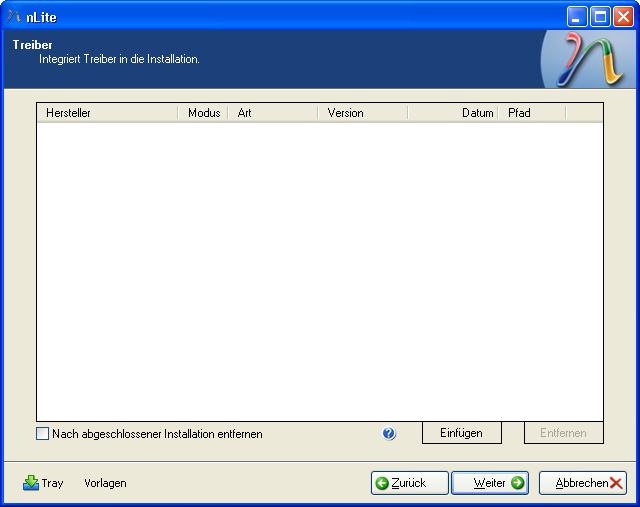 nLite
Treiber
Integriert Treiber in die Installation.
Hersteller Modus Art Version Datum Pfad
Nach abgeschlossener Installation entfernen ? Einfügen Entfernen
Tray Vorlagen Zurück Weiter Abbrechen